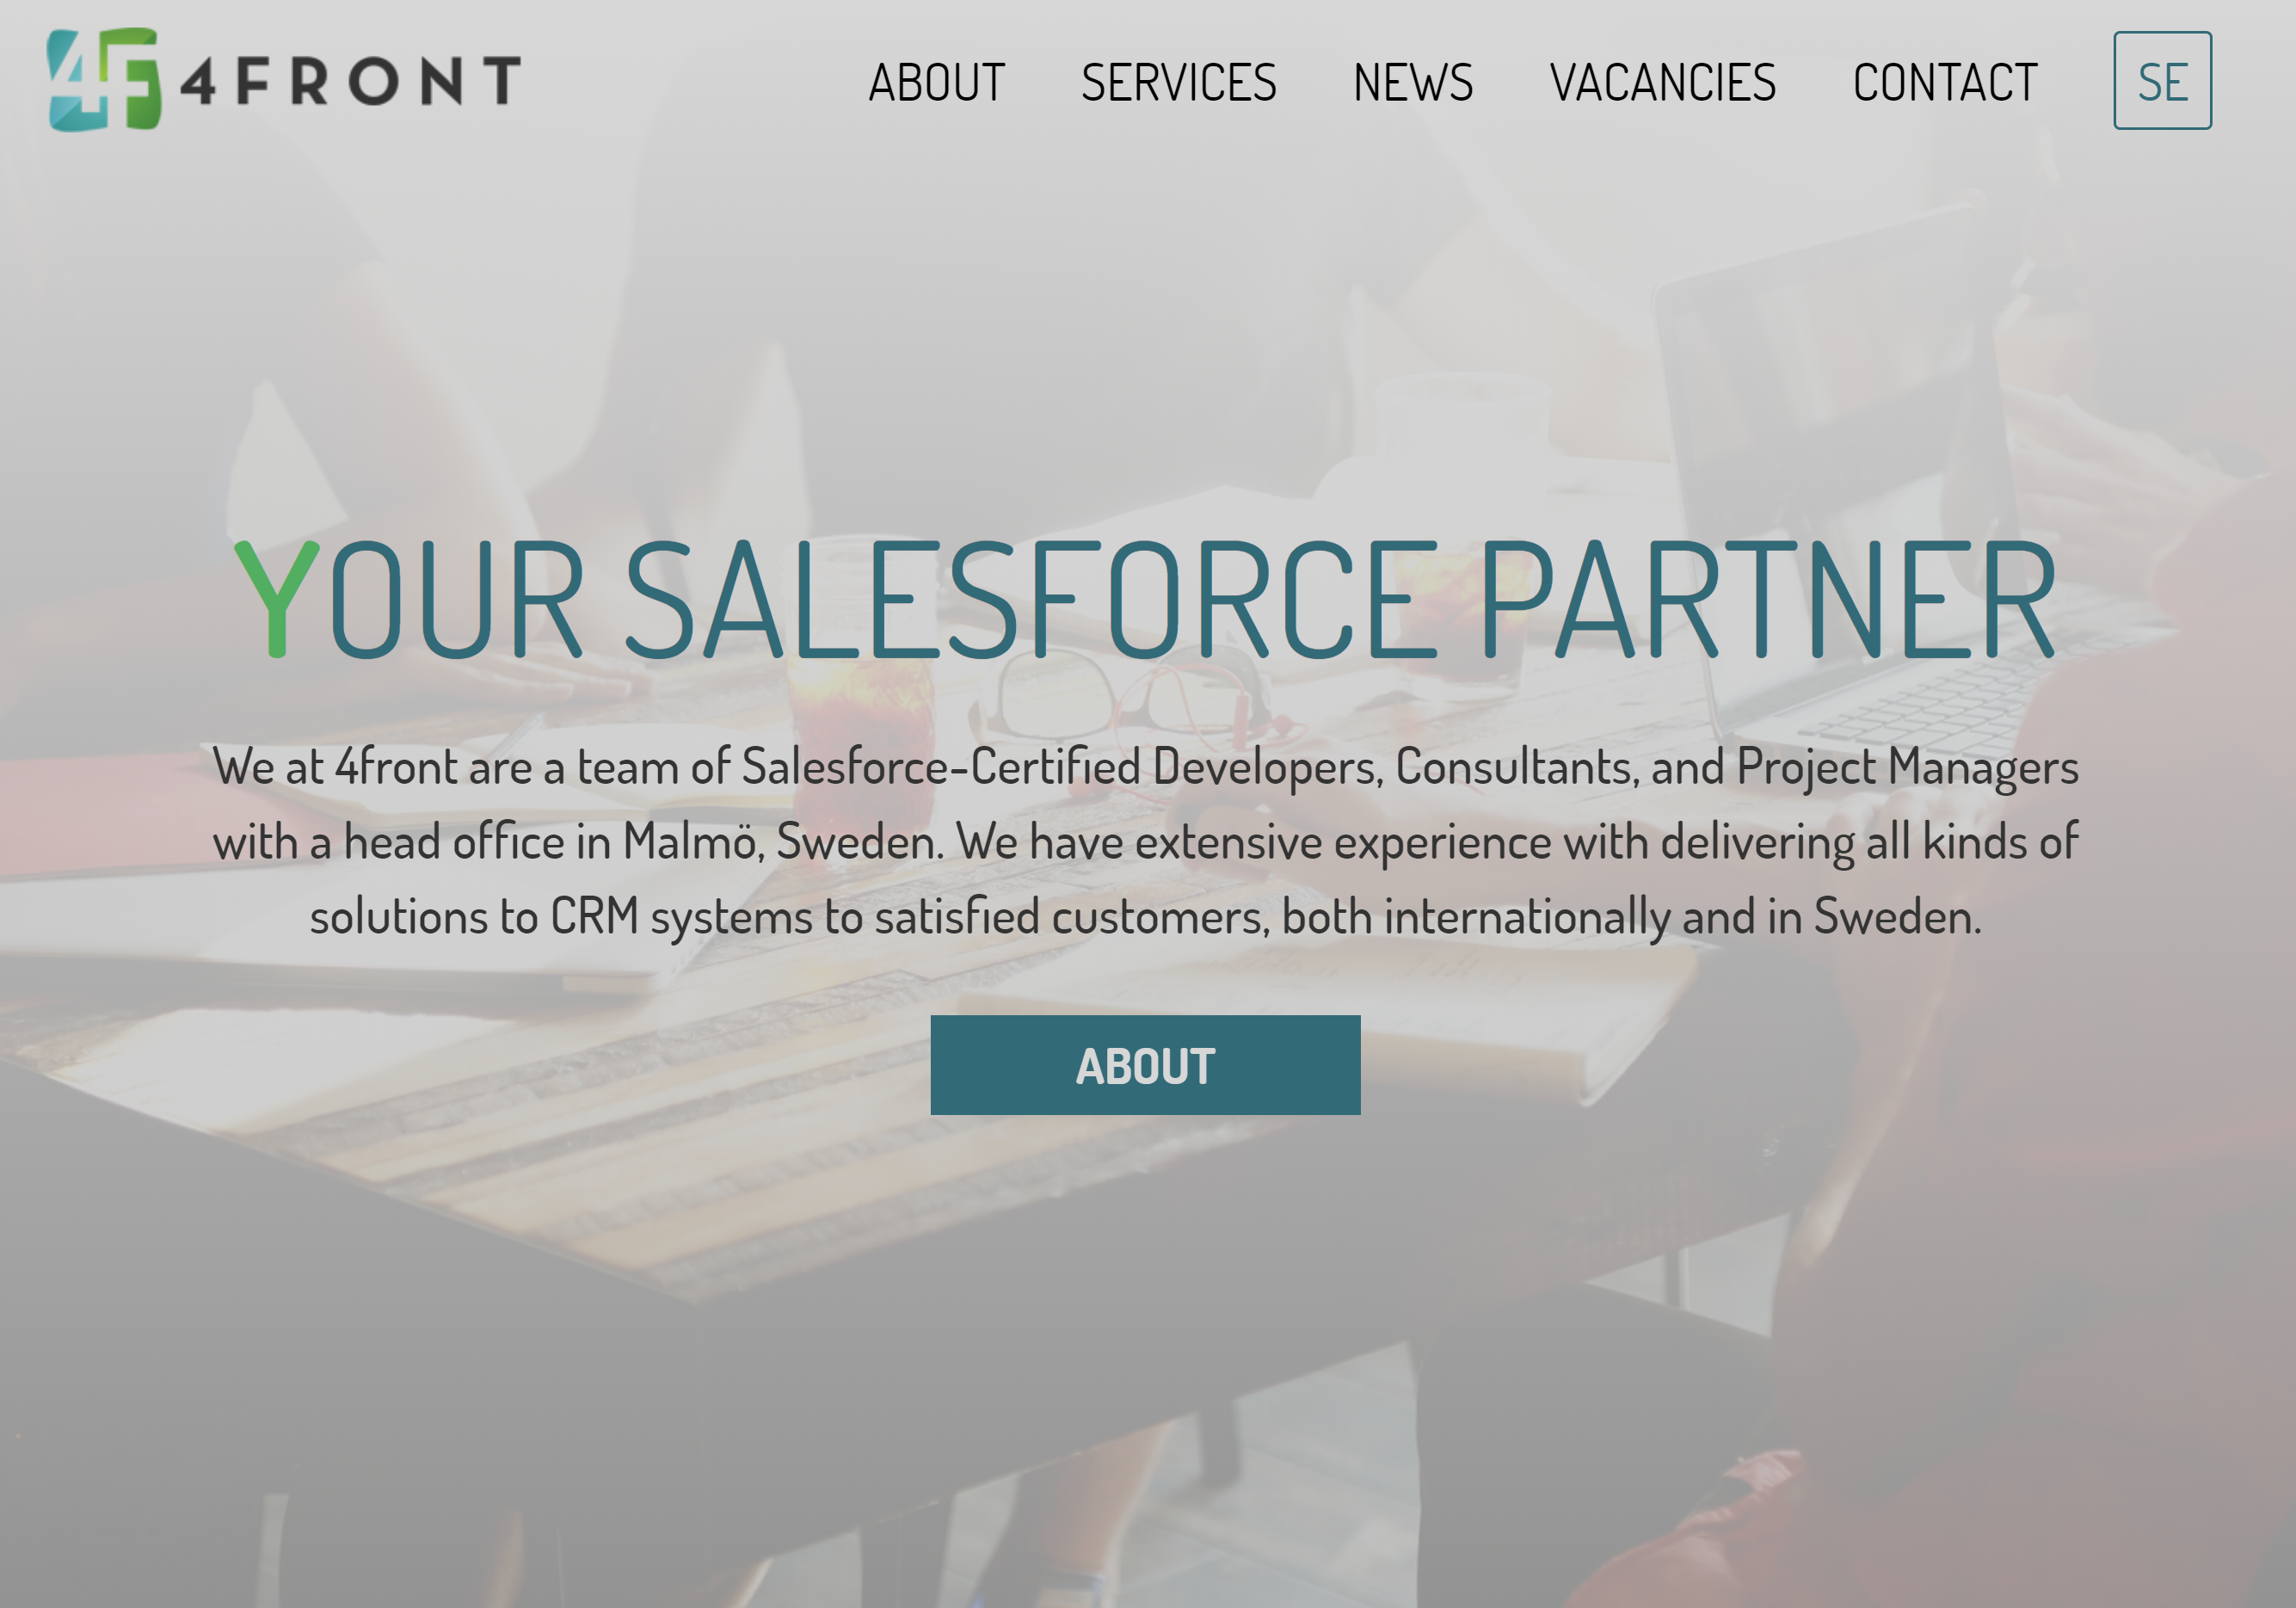 4F 4FRONT
ABOUT SERVICES NEWS VACANCIES CONTACT SE
YOUR SALESFORCE PARTNER
We at 4front are a team of Salesforce-Certified Developers, Consultants, and Project Managers
with a head office in Malmö, Sweden. We have extensive experience with delivering all kinds of
solutions to CRM systems to satisfied customers, both internationally and in Sweden.
ABOUT